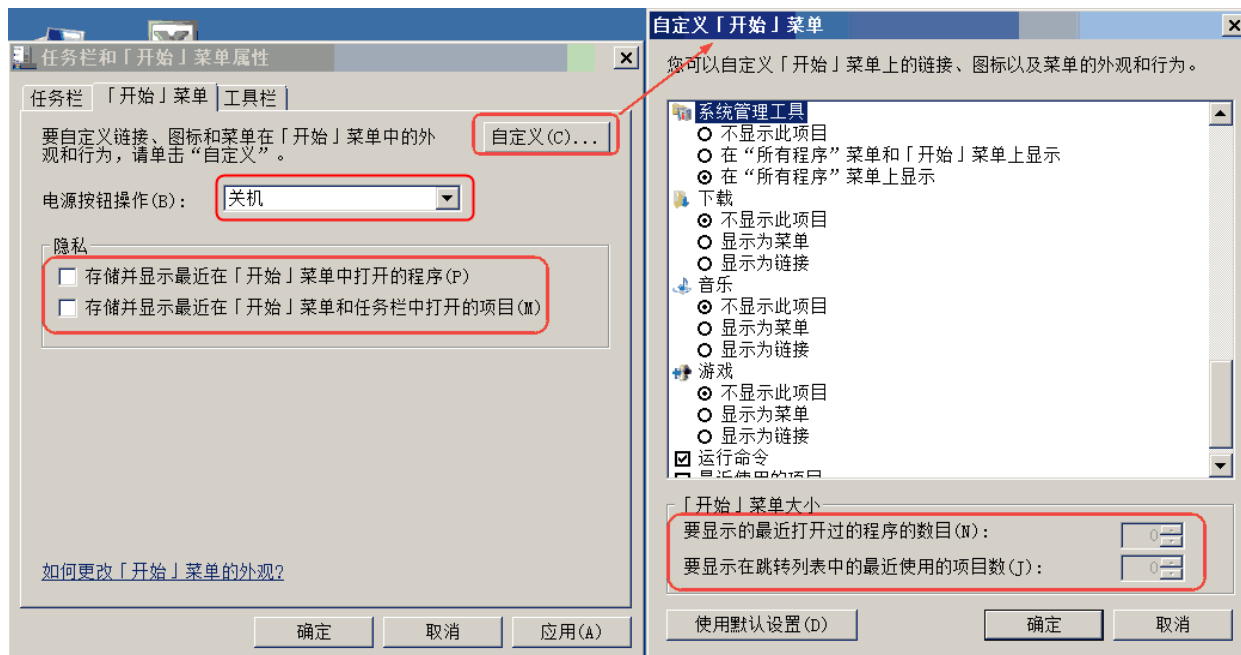 任务栏和「开始」菜单属性
任务栏
「开始」菜单
工具栏
要自定义链接、图标和菜单在「开始」菜单中的外
观和行为，请单击“自定义”。
自定义(C)...
电源按钮操作(B)：
关机
隐私
存储并显示最近在「开始」菜单中打开的程序(P)
存储并显示最近在「开始」菜单和任务栏中打开的项目(M)
如何更改「开始」菜单的外观?
确定
取消
应用(A)
自定义「开始」菜单
您可以自定义「开始」菜单上的链接、图标以及菜单的外观和行为。
系统管理工具
不显示此项目
在“所有程序”菜单和「开始」菜单上显示
在“所有程序”菜单上显示
下载
不显示此项目
显示为菜单
显示为链接
音乐
不显示此项目
显示为菜单
显示为链接
游戏
不显示此项目
显示为菜单
显示为链接
运行命令
最近使用的项目
「开始」菜单大小
要显示的最近打开过的程序的数目(N)：
0
要显示在跳转列表中的最近使用的项目数(J)：
0
使用默认设置(D)
确定
取消